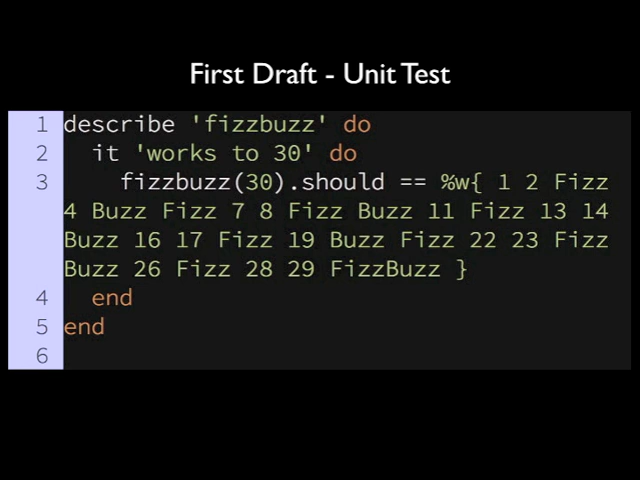 First Draft - Unit Test
1 describe 'fizzbuzz' do
2 it 'works to 30' do
3 fizzbuzz(30).should == %w{ 1 2 Fizz
4 Buzz Fizz 7 8 Fizz Buzz 11 Fizz 13 14
Buzz 16 17 Fizz 19 Buzz Fizz 22 23 Fizz
Buzz 26 Fizz 28 29 FizzBuzz }
4 end
5 end
6